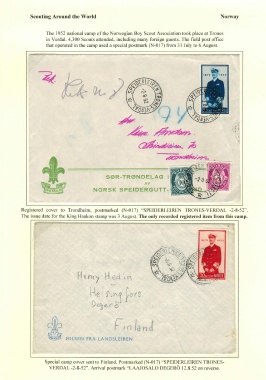 Scouting Around the World
Norway
The 1952 national camp of the Norwegian Boy Scout Association took place at Trones
in Verdal. 4,300 Scouts attended, including many foreign guests. The field post office
that operated in the camp used a special postmark (N-017) from 31 July to 6 August.
SØR-TRØNDELAG
AV
NORSK SPEIDERGUTT
Registered cover to Trondheim, postmarked (N-017) "SPEIDERLEIREN TRONES-VERDAL -2-8-52".
The issue date for the King Haakon stamp was 3 August. The only recorded registered item from this camp.
Henry Hedin
Helsingfors
Degerö
Finland
HILSEN FRA LANDSLEIREN
Special camp cover sent to Finland. Postmarked (N-017) "SPEIDERLEIREN TRONES-
VERDAL -2-8-52". Arrival postmark "LAAJOSALO DEGERÖ 12.8.52 on reverse.